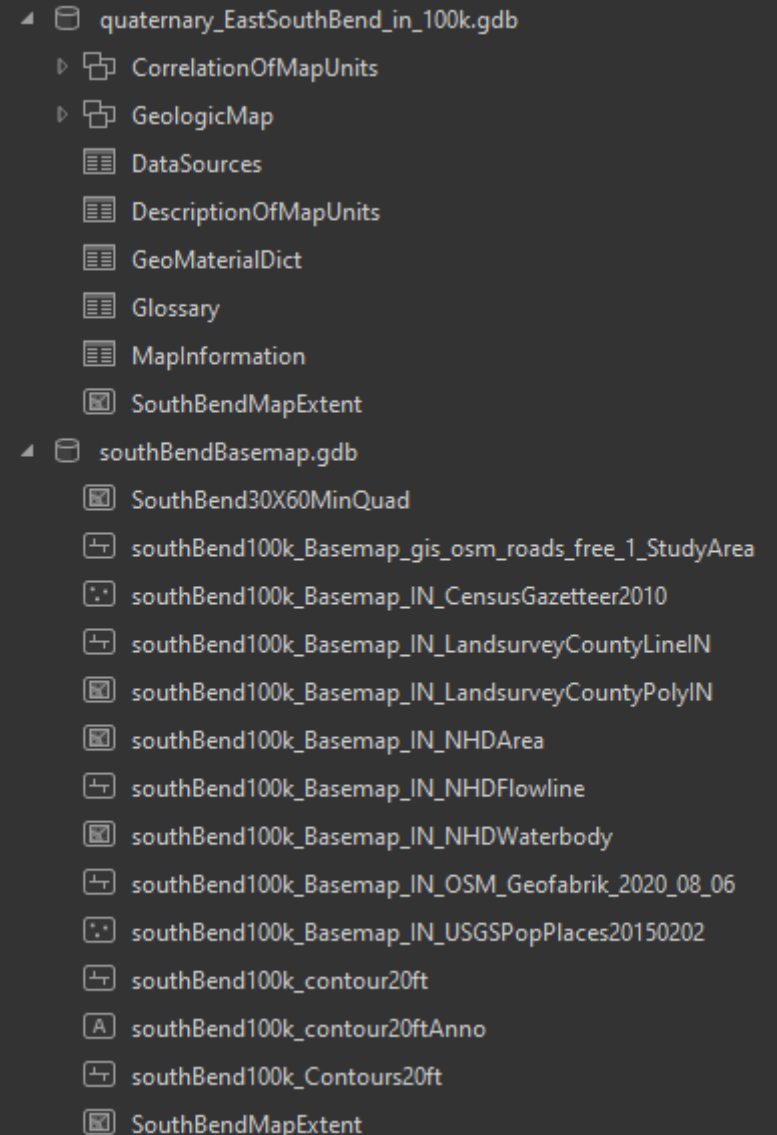 quaternary_EastSouthBend_in_100k.gdb
CorrelationOfMapUnits
GeologicMap
DataSources
DescriptionOfMapUnits
GeoMaterialDict
Glossary
MapInformation
SouthBendMapExtent
southBendBasemap.gdb
SouthBend30X60MinQuad
southBend100k_Basemap_gis_osm_roads_free_1_StudyArea
southBend100k_Basemap_IN_CensusGazetteer2010
southBend100k_Basemap_IN_LandsurveyCountyLineIN
southBend100k_Basemap_IN_LandsurveyCountyPolyIN
southBend100k_Basemap_IN_NHDArea
southBend100k_Basemap_IN_NHDFlowline
southBend100k_Basemap_IN_NHDWaterbody
southBend100k_Basemap_IN_OSM_Geofabrik_2020_08_06
southBend100k_Basemap_IN_USGSPopPlaces20150202
southBend100k_contour20ft
southBend100k_contour20ftAnno
southBend100k_Contours20ft
SouthBendMapExtent